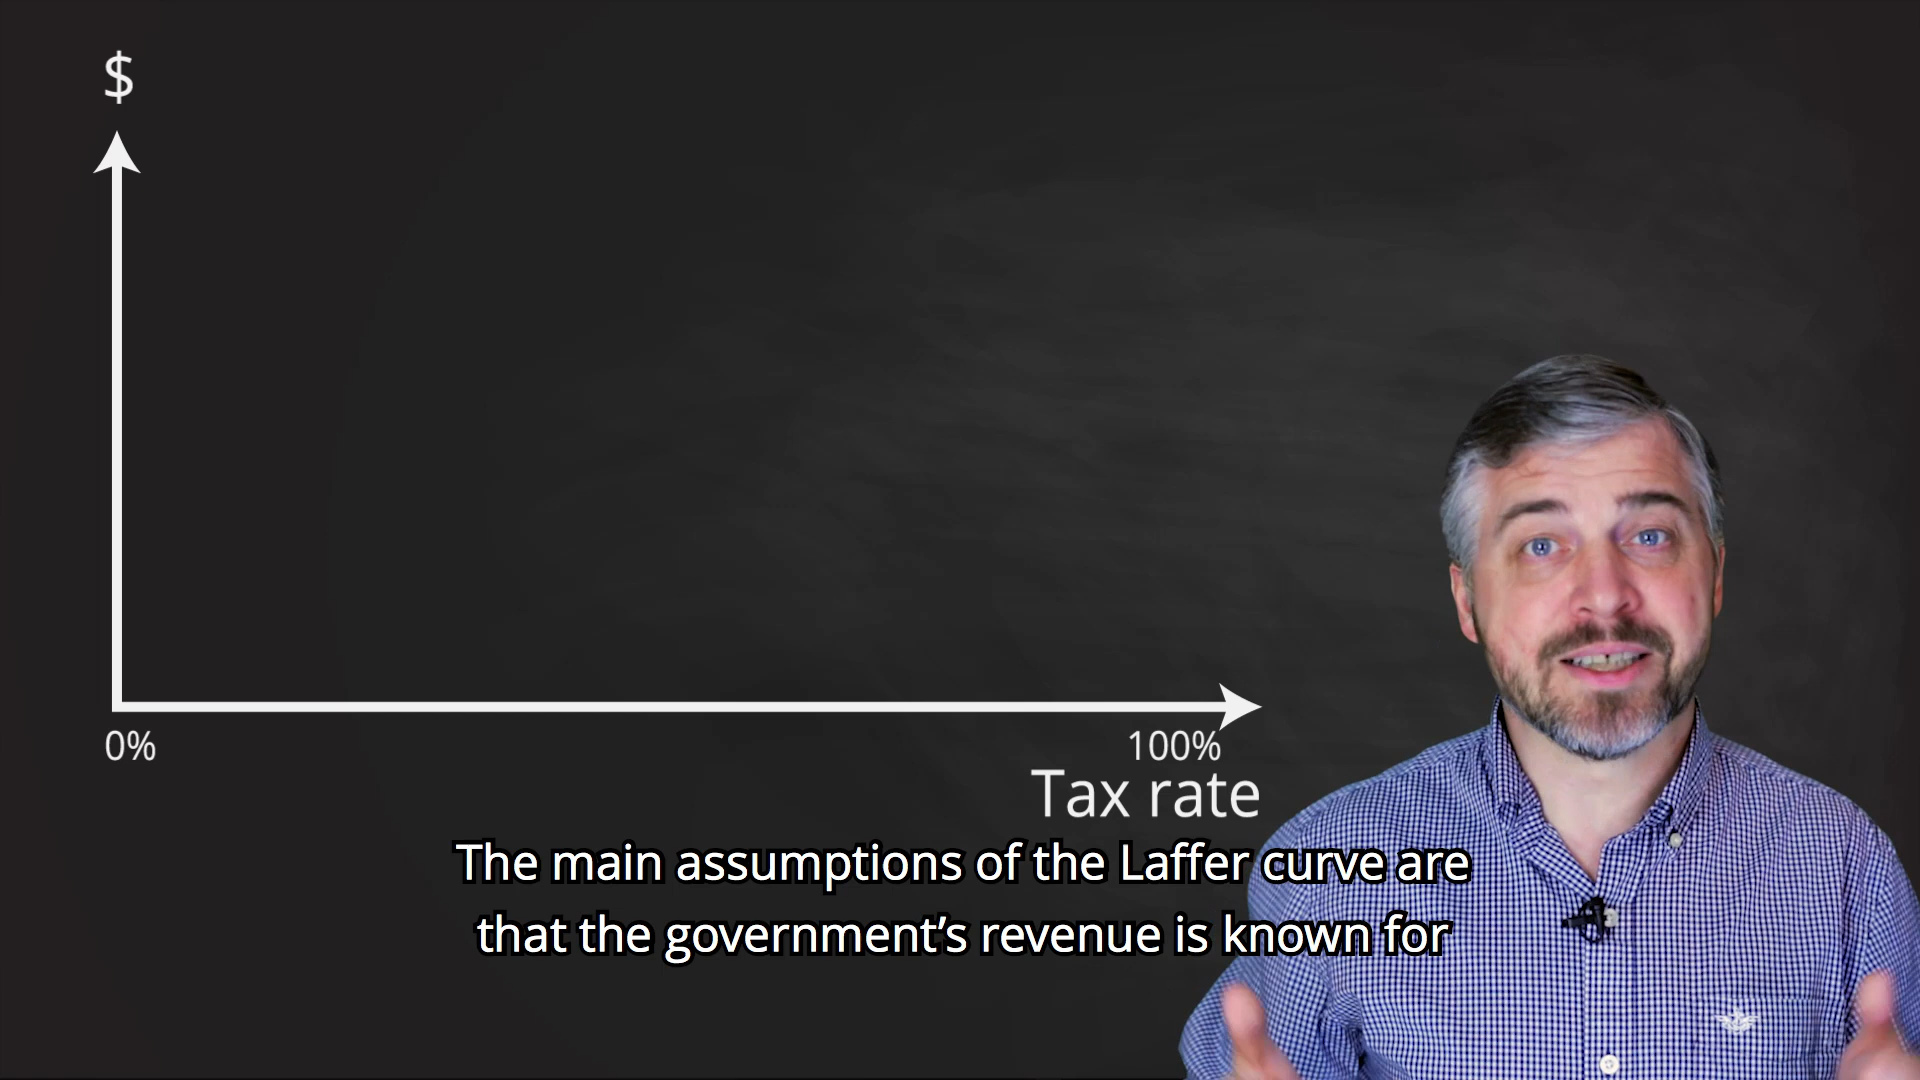 $
0%
100%
Tax rate
The main assumptions of the Laffer curve are
that the government’s revenue is known for